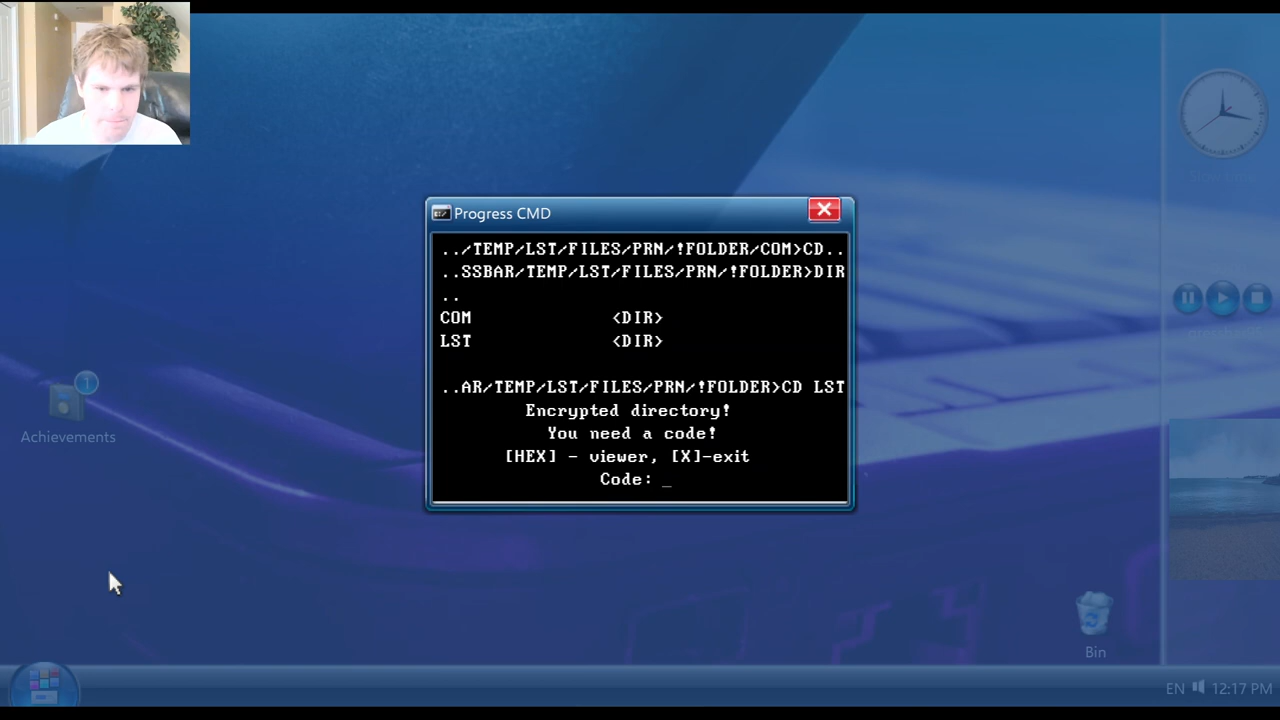 Progress CMD
../TEMP/LST/FILES/PRN/!FOLDER/COM>CD..
..SSBAR/TEMP/LST/FILES/PRN/!FOLDER>DIR
..
COM <DIR>
LST <DIR>
..AR/TEMP/LST/FILES/PRN/!FOLDER>CD LST
Encrypted directory!
You need a code!
[HEX] - viewer, [X]-exit
Code: _
1
Achievements
Bin
EN 12:17 PM